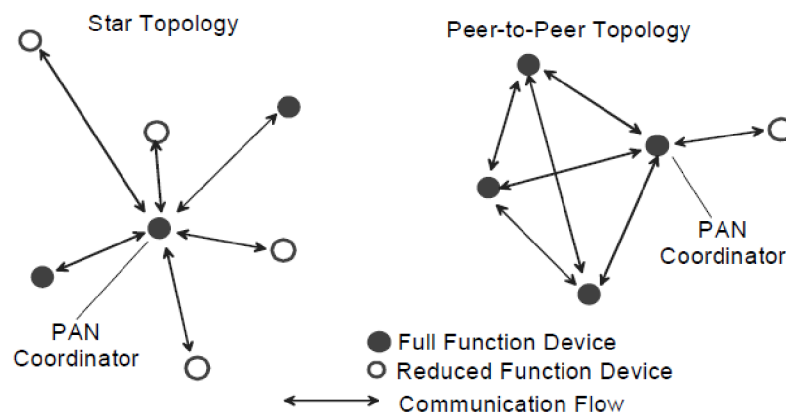 Star Topology
Peer-to-Peer Topology
PAN
Coordinator
PAN
Coordinator
Full Function Device
Reduced Function Device
Communication Flow